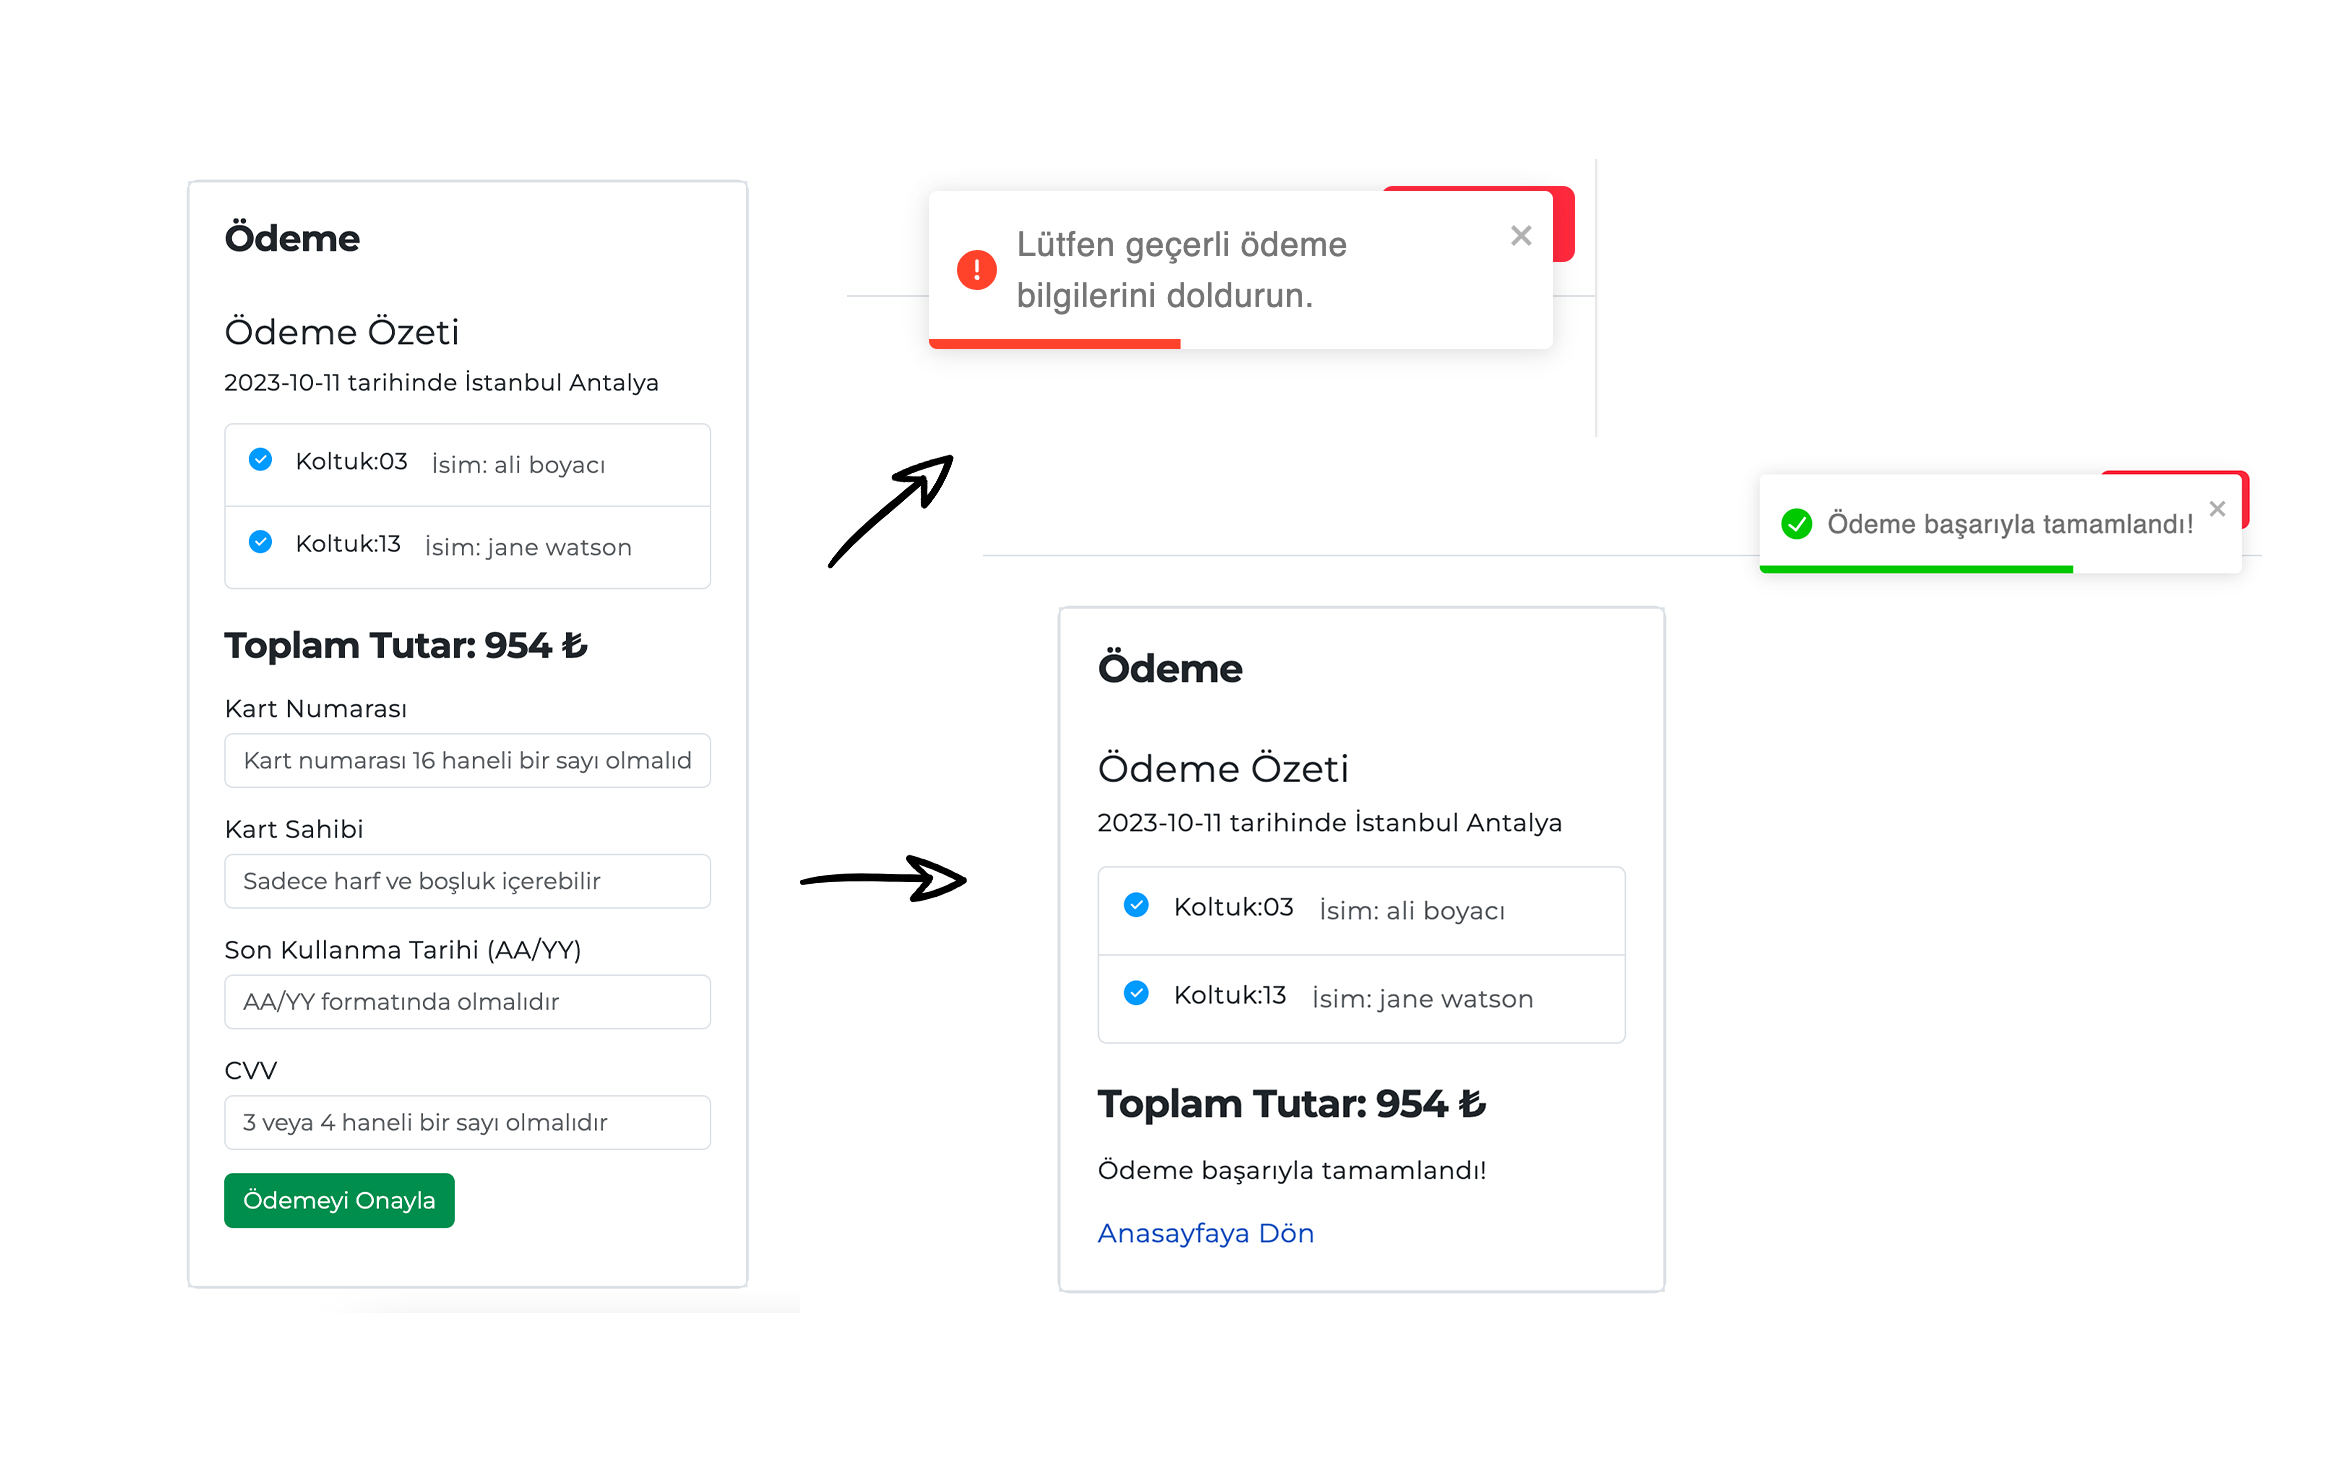 Ödeme
Ödeme Özeti
2023-10-11 tarihinde İstanbul Antalya
Koltuk:03 İsim: ali boyacı
Koltuk:13 İsim: jane watson
Toplam Tutar: 954 ₺
Kart Numarası
Kart numarası 16 haneli bir sayı olmalıd
Kart Sahibi
Sadece harf ve boşluk içerebilir
Son Kullanma Tarihi (AA/YY)
AA/YY formatında olmalıdır
CVV
3 veya 4 haneli bir sayı olmalıdır
Ödemeyi Onayla
Lütfen geçerli ödeme
bilgilerini doldurun.
Ödeme başarıyla tamamlandı!
Ödeme
Ödeme Özeti
2023-10-11 tarihinde İstanbul Antalya
Koltuk:03 İsim: ali boyacı
Koltuk:13 İsim: jane watson
Toplam Tutar: 954 ₺
Ödeme başarıyla tamamlandı!
Anasayfaya Dön